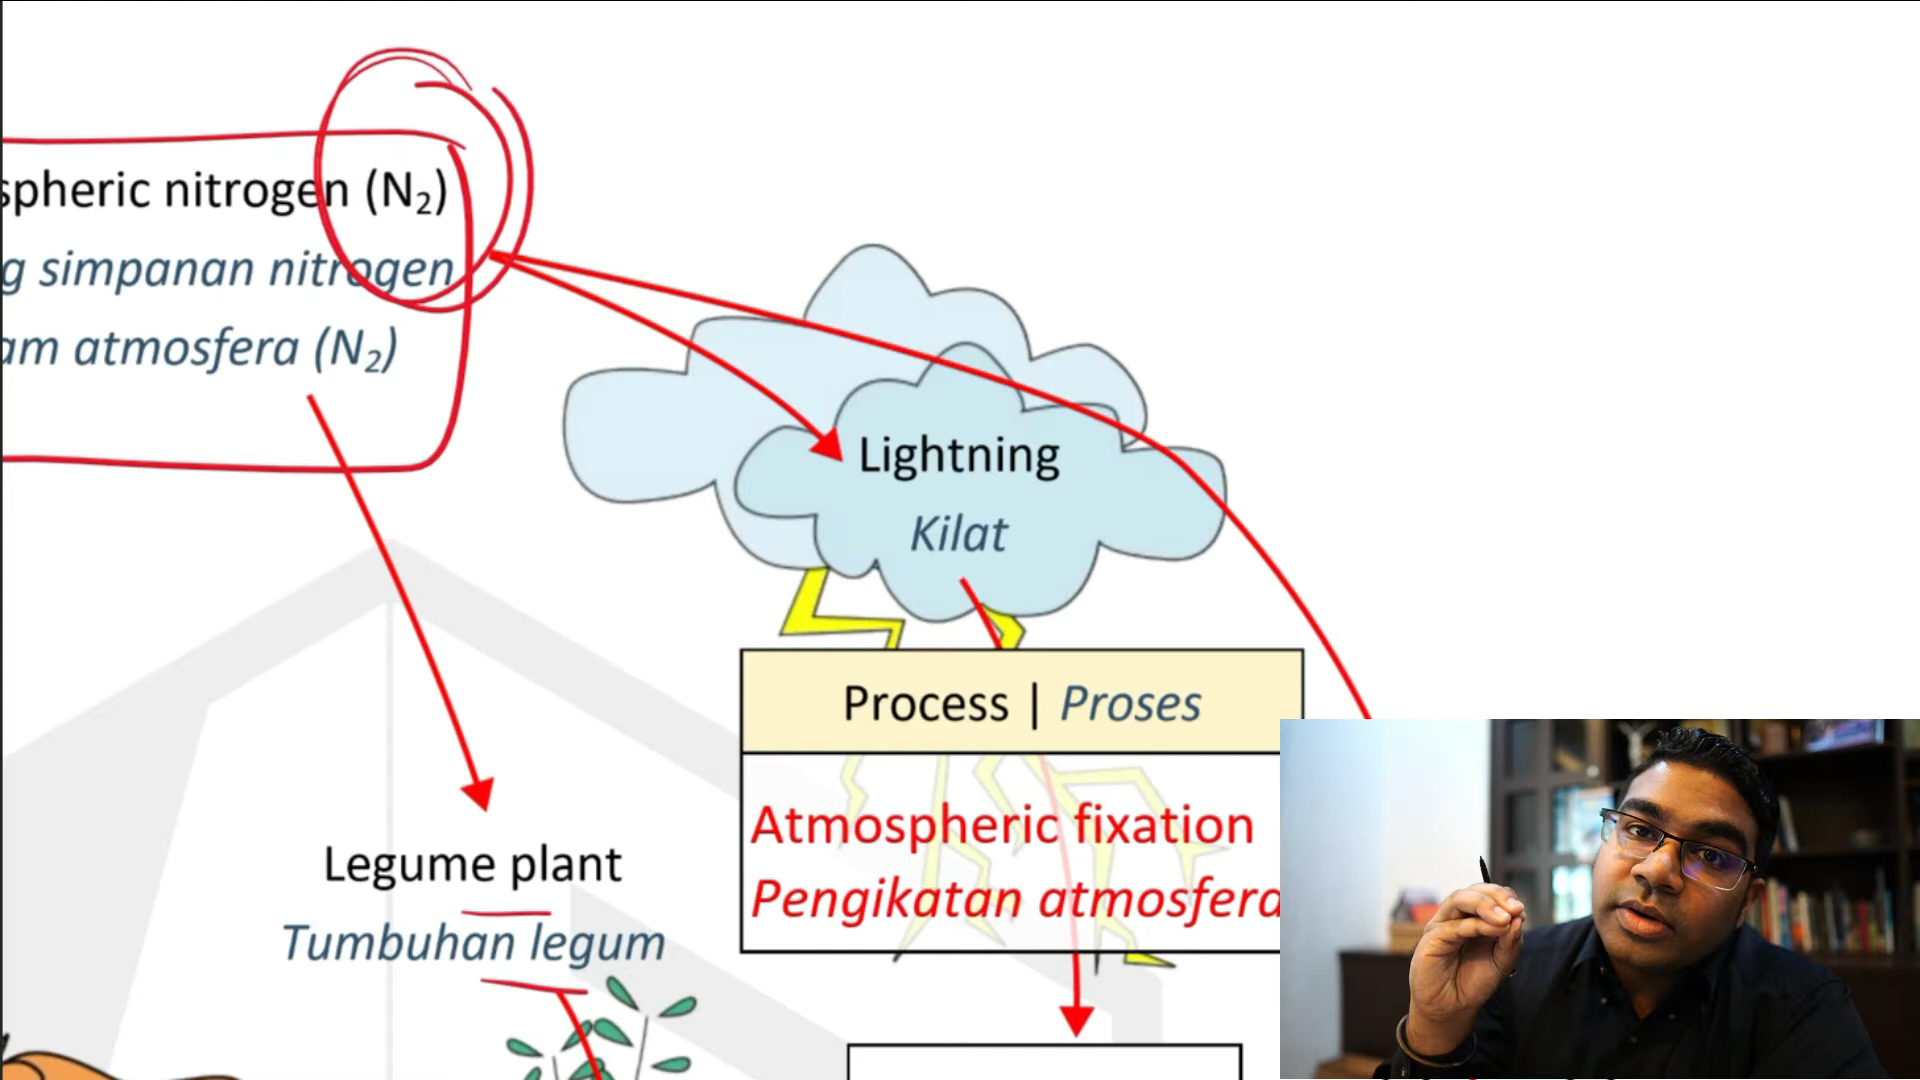 spheric nitrogen (N₂)
g simpanan nitrogen
am atmosfera (N₂)
Lightning
Kilat
Process | Proses
Atmospheric fixation
Pengikatan atmosfera
Legume plant
Tumbuhan legum